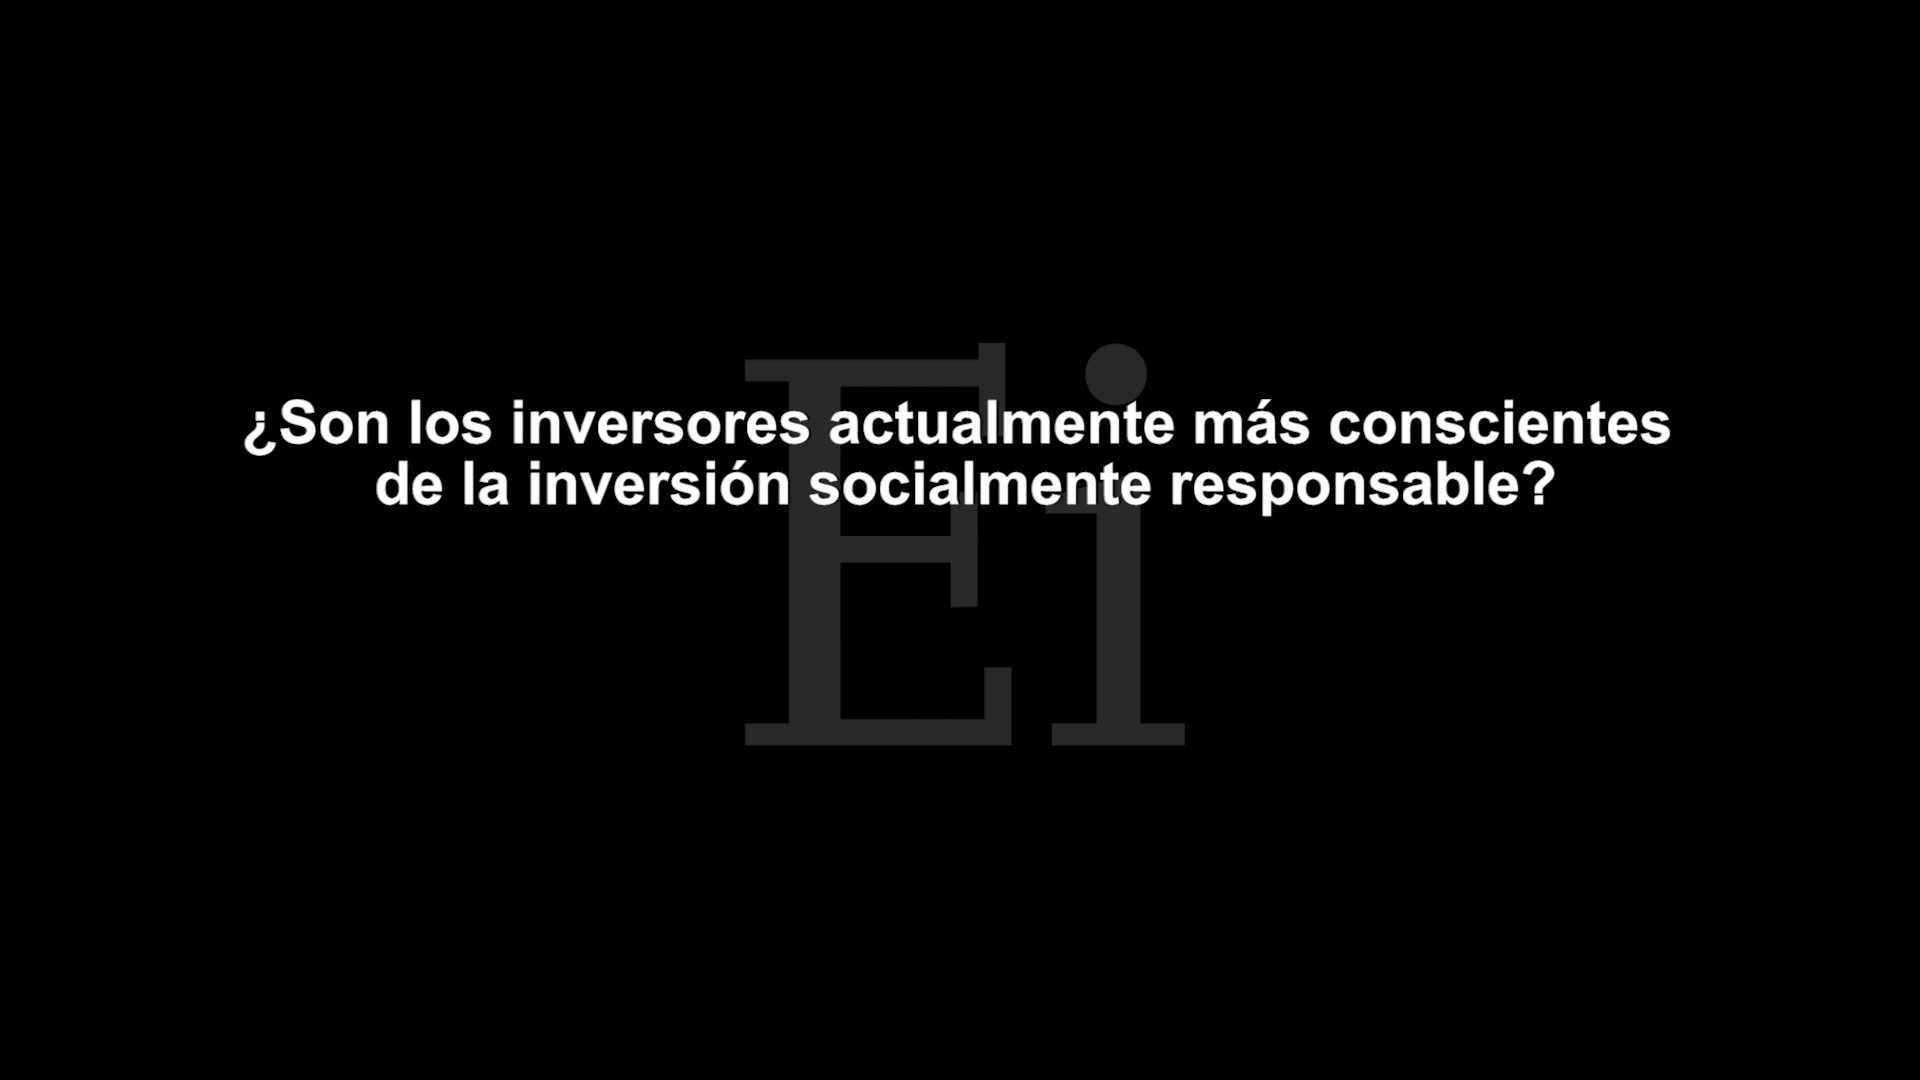 ¿Son los inversores actualmente más conscientes
de la inversión socialmente responsable?
Ei